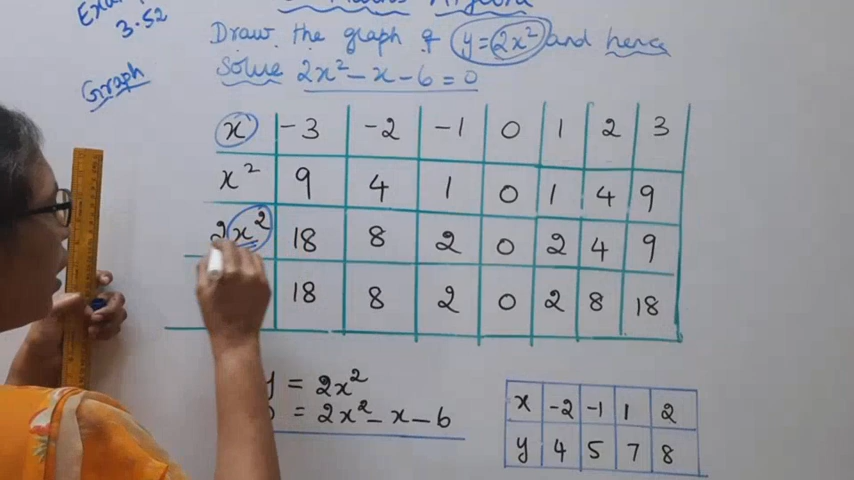 3.52
Draw the graph of y = 2x² and hence
Solve 2x² - x - 6 = 0
Graph
x -3 -2 -1 0 1 2 3
x² 9 4 1 0 1 4 9
2x² 18 8 2 0 2 4 9
18 8 2 0 2 8 18
y = 2x²
= 2x² - x - 6
x -2 -1 1 2
y 4 5 7 8